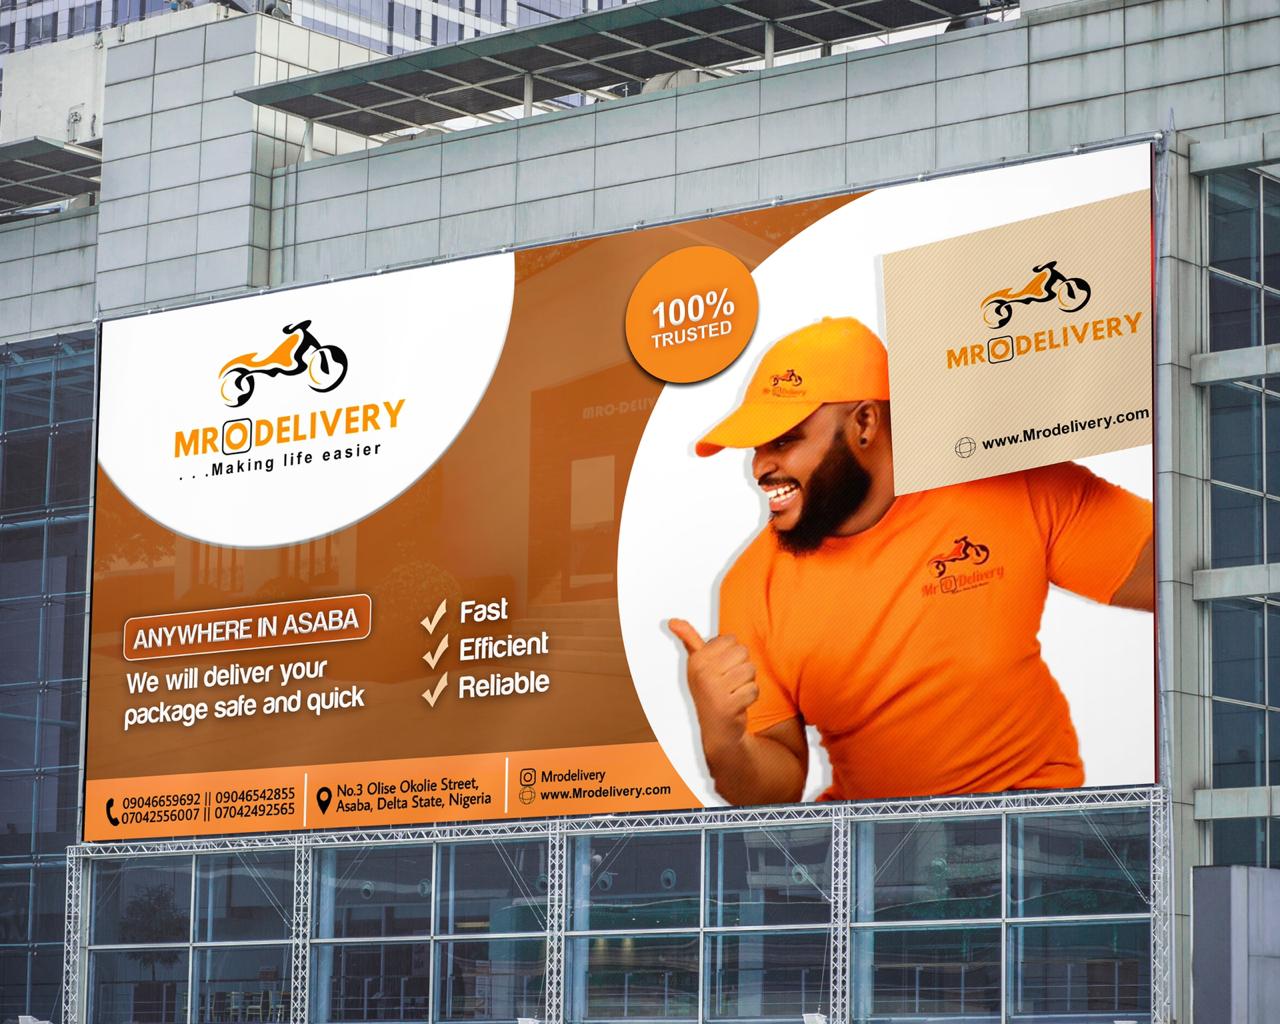 MRODELIVERY
. . .Making life easier
100%
TRUSTED
MRODELIVERY
www.Mrodelivery.com
Mr Delivery
Mr O Delivery
ANYWHERE IN ASABA
We will deliver your
package safe and quick
Fast
Efficient
Reliable
09046659692 || 09046542855
07042556007 || 07042492565
No.3 Olise Okolie Street,
Asaba, Delta State, Nigeria
Mrodelivery
www.Mrodelivery.com